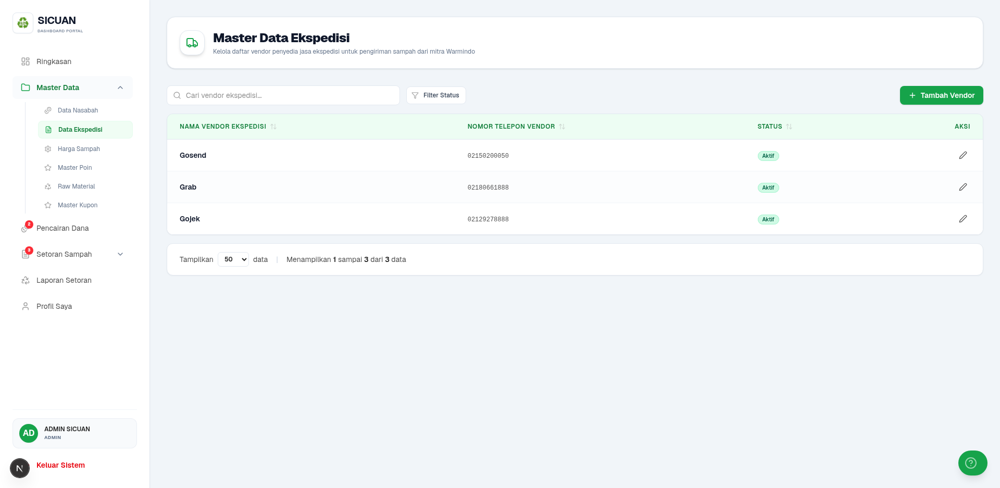 SICUAN
DASHBOARD PORTAL
Ringkasan
Master Data
Data Nasabah
Data Ekspedisi
Harga Sampah
Master Poin
Raw Material
Master Kupon
2
Pencairan Dana
3
Setoran Sampah
Laporan Setoran
Profil Saya
AD
ADMIN SICUAN
ADMIN
N
Keluar Sistem
Master Data Ekspedisi
Kelola daftar vendor penyedia jasa ekspedisi untuk pengiriman sampah dari mitra Warmindo
Cari vendor ekspedisi...
Filter Status
+ Tambah Vendor
NAMA VENDOR EKSPEDISI NOMOR TELEPON VENDOR STATUS AKSI
Gosend 02150200050 Aktif
Grab 02180661888 Aktif
Gojek 02129278888 Aktif
Tampilkan 50 data | Menampilkan 1 sampai 3 dari 3 data
?